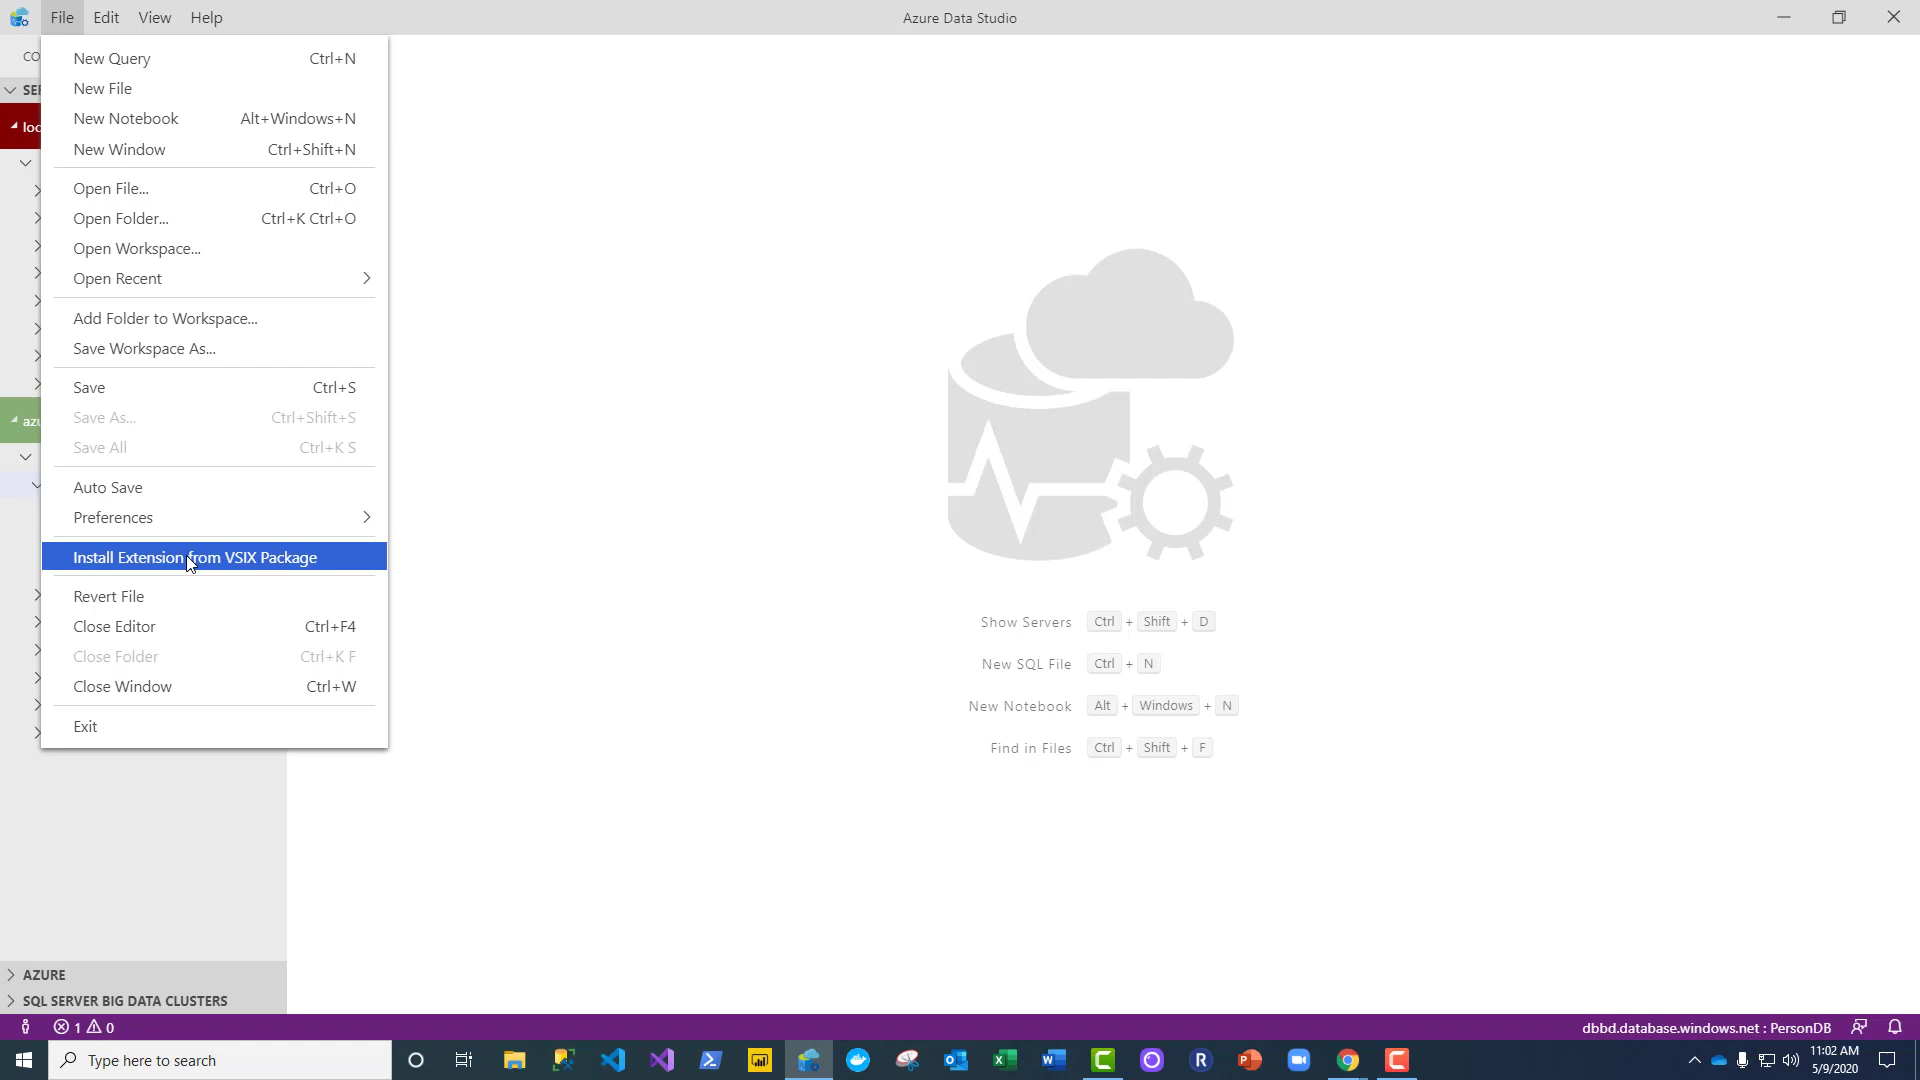 File Edit View Help
Azure Data Studio
CO
SE
New Query Ctrl+N
New File
New Notebook Alt+Windows+N
New Window Ctrl+Shift+N
loc
Open File... Ctrl+O
Open Folder... Ctrl+K Ctrl+O
Open Workspace...
Open Recent
Add Folder to Workspace...
Save Workspace As...
Save Ctrl+S
Save As... Ctrl+Shift+S
azu
Save All Ctrl+K S
Auto Save
Preferences
Install Extension from VSIX Package
Revert File
Close Editor Ctrl+F4
Close Folder Ctrl+K F
Close Window Ctrl+W
Exit
Show Servers Ctrl + Shift + D
New SQL File Ctrl + N
New Notebook Alt + Windows + N
Find in Files Ctrl + Shift + F
AZURE
SQL SERVER BIG DATA CLUSTERS
1 0
dbbd.database.windows.net : PersonDB
Type here to search
11:02 AM
5/9/2020